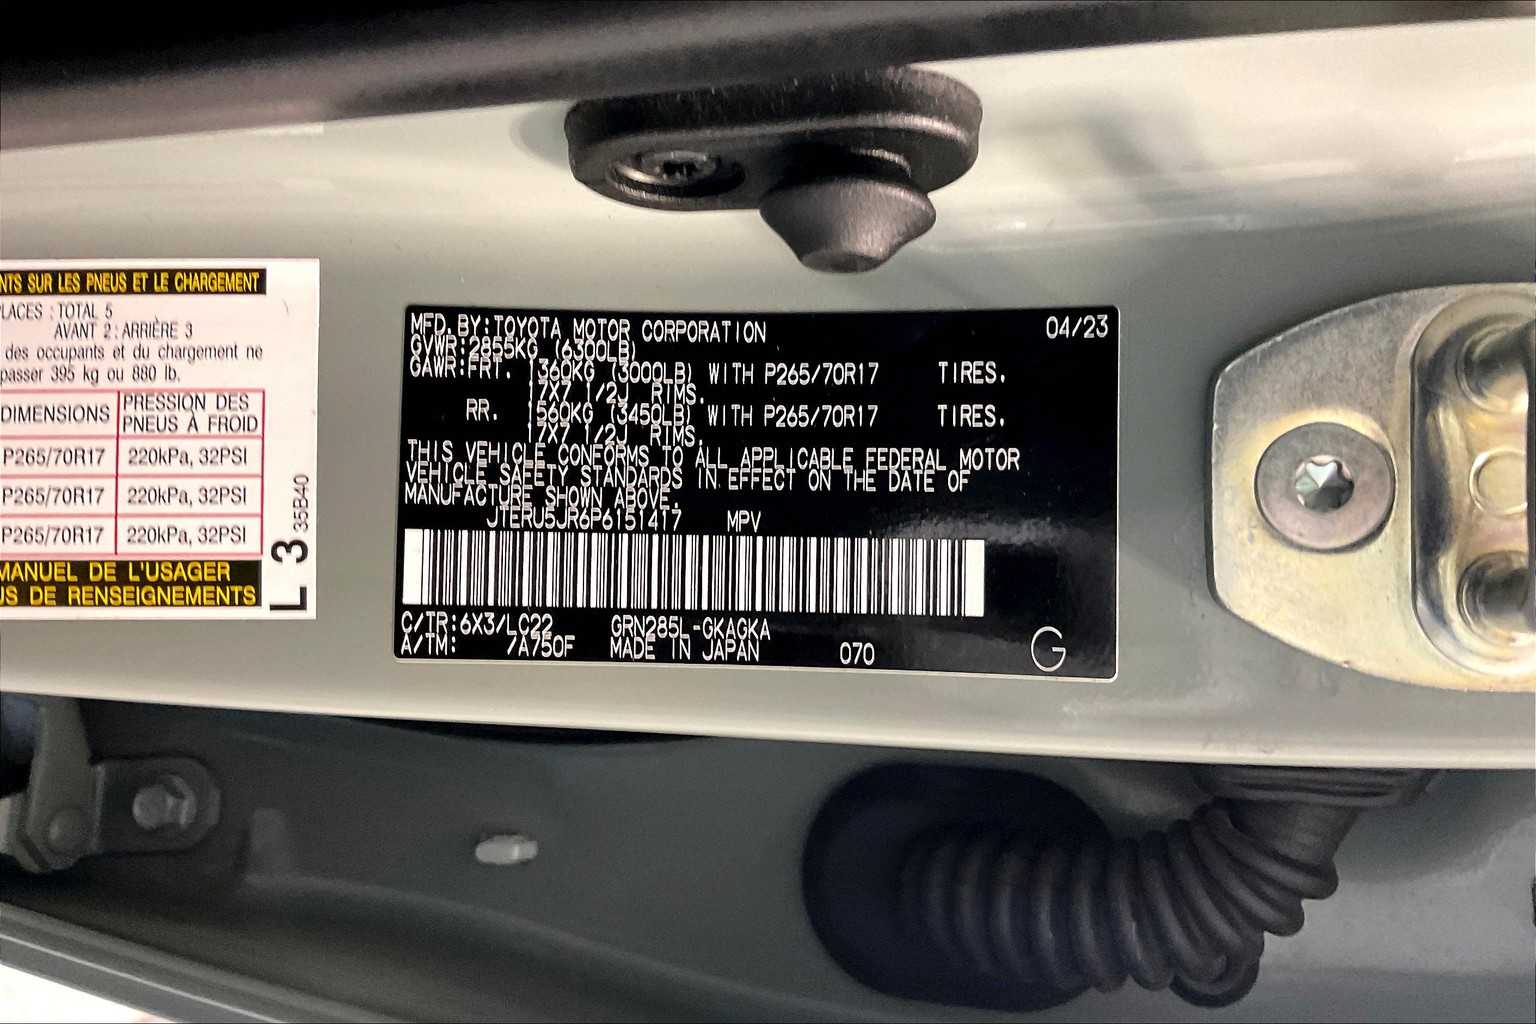 NTS SUR LES PNEUS ET LE CHARGEMENT
PLACES : TOTAL 5
AVANT 2 : ARRIÈRE 3
des occupants et du chargement ne
passer 395 kg ou 880 lb.
DIMENSIONS PRESSION DES PNEUS À FROID
P265/70R17 220kPa, 32PSI
P265/70R17 220kPa, 32PSI
P265/70R17 220kPa, 32PSI
MANUEL DE L'USAGER
US DE RENSEIGNEMENTS
L 3 35B40
MFD.BY:TOYOTA MOTOR CORPORATION 04/23
GVWR:2855KG (6300LB)
GAWR:FRT. 1360KG (3000LB) WITH P265/70R17 TIRES.
17X7 1/2J RIMS.
RR. 1560KG (3450LB) WITH P265/70R17 TIRES.
17X7 1/2J RIMS.
THIS VEHICLE CONFORMS TO ALL APPLICABLE FEDERAL MOTOR
VEHICLE SAFETY STANDARDS IN EFFECT ON THE DATE OF
MANUFACTURE SHOWN ABOVE.
JTERU5JR6P6151417 MPV
C/TR:6X3/LC22 GRN285L-GKAGKA
A/TM: /A750F MADE IN JAPAN 070
G